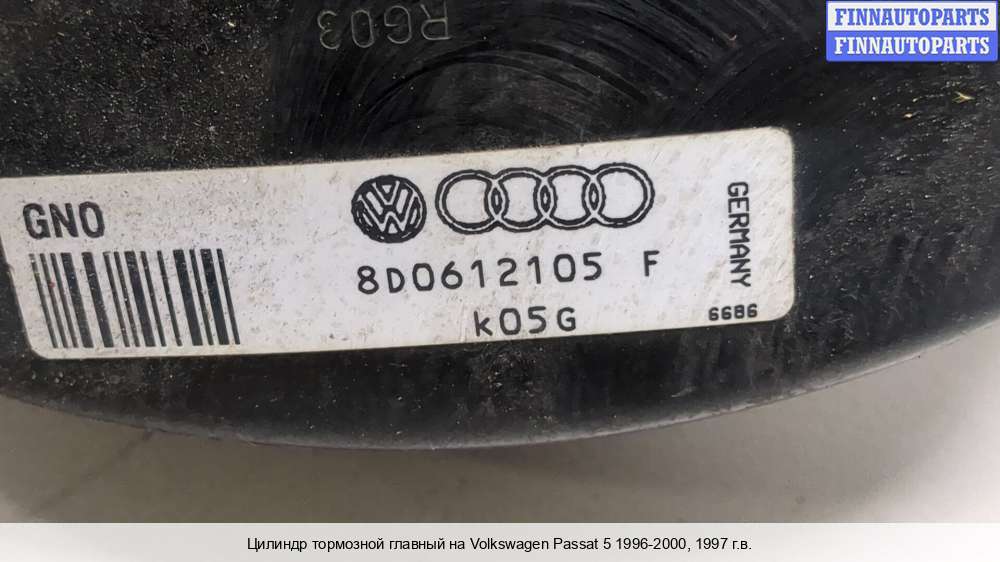 FINNAUTOPARTS
FINNAUTOPARTS
RG03
GNO
8D0612105 F
k05G
GERMANY
6686
Цилиндр тормозной главный на Volkswagen Passat 5 1996-2000, 1997 г.в.